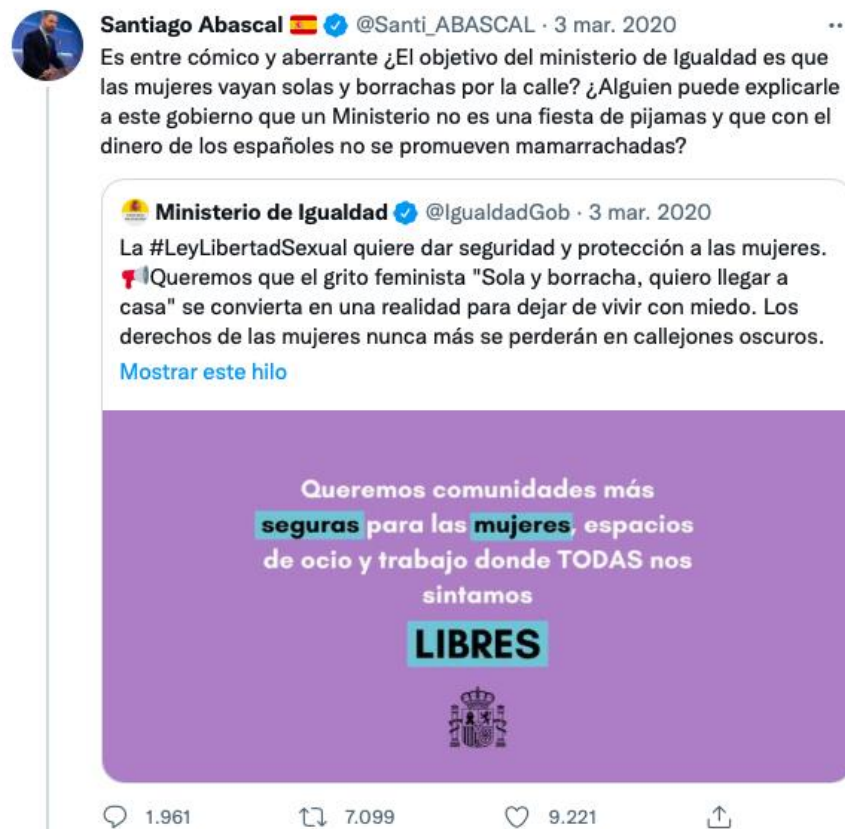 Santiago Abascal 🇪🇸 @Santi_ABASCAL · 3 mar. 2020
Es entre cómico y aberrante ¿El objetivo del ministerio de Igualdad es que
las mujeres vayan solas y borrachas por la calle? ¿Alguien puede explicarle
a este gobierno que un Ministerio no es una fiesta de pijamas y que con el
dinero de los españoles no se promueven mamarrachadas?
Ministerio de Igualdad @IgualdadGob · 3 mar. 2020
La #LeyLibertadSexual quiere dar seguridad y protección a las mujeres.
📢Queremos que el grito feminista "Sola y borracha, quiero llegar a
casa" se convierta en una realidad para dejar de vivir con miedo. Los
derechos de las mujeres nunca más se perderán en callejones oscuros.
Mostrar este hilo
Queremos comunidades más
seguras para las mujeres, espacios
de ocio y trabajo donde TODAS nos
sintamos
LIBRES
1.961 7.099 9.221